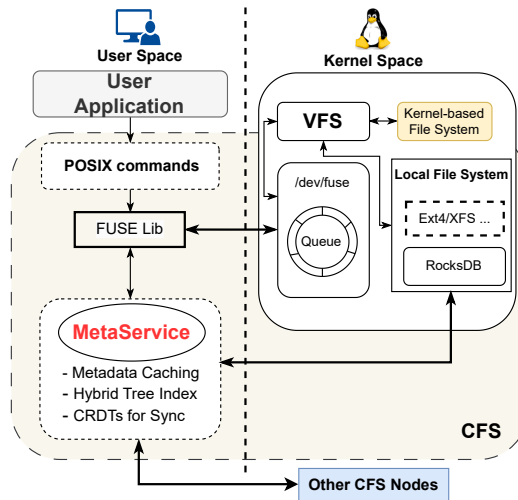 User Space
Kernel Space
User
Application
POSIX commands
FUSE Lib
MetaService
- Metadata Caching
- Hybrid Tree Index
- CRDTs for Sync
VFS
Kernel-based
File System
/dev/fuse
Queue
Local File System
Ext4/XFS ...
RocksDB
CFS
Other CFS Nodes